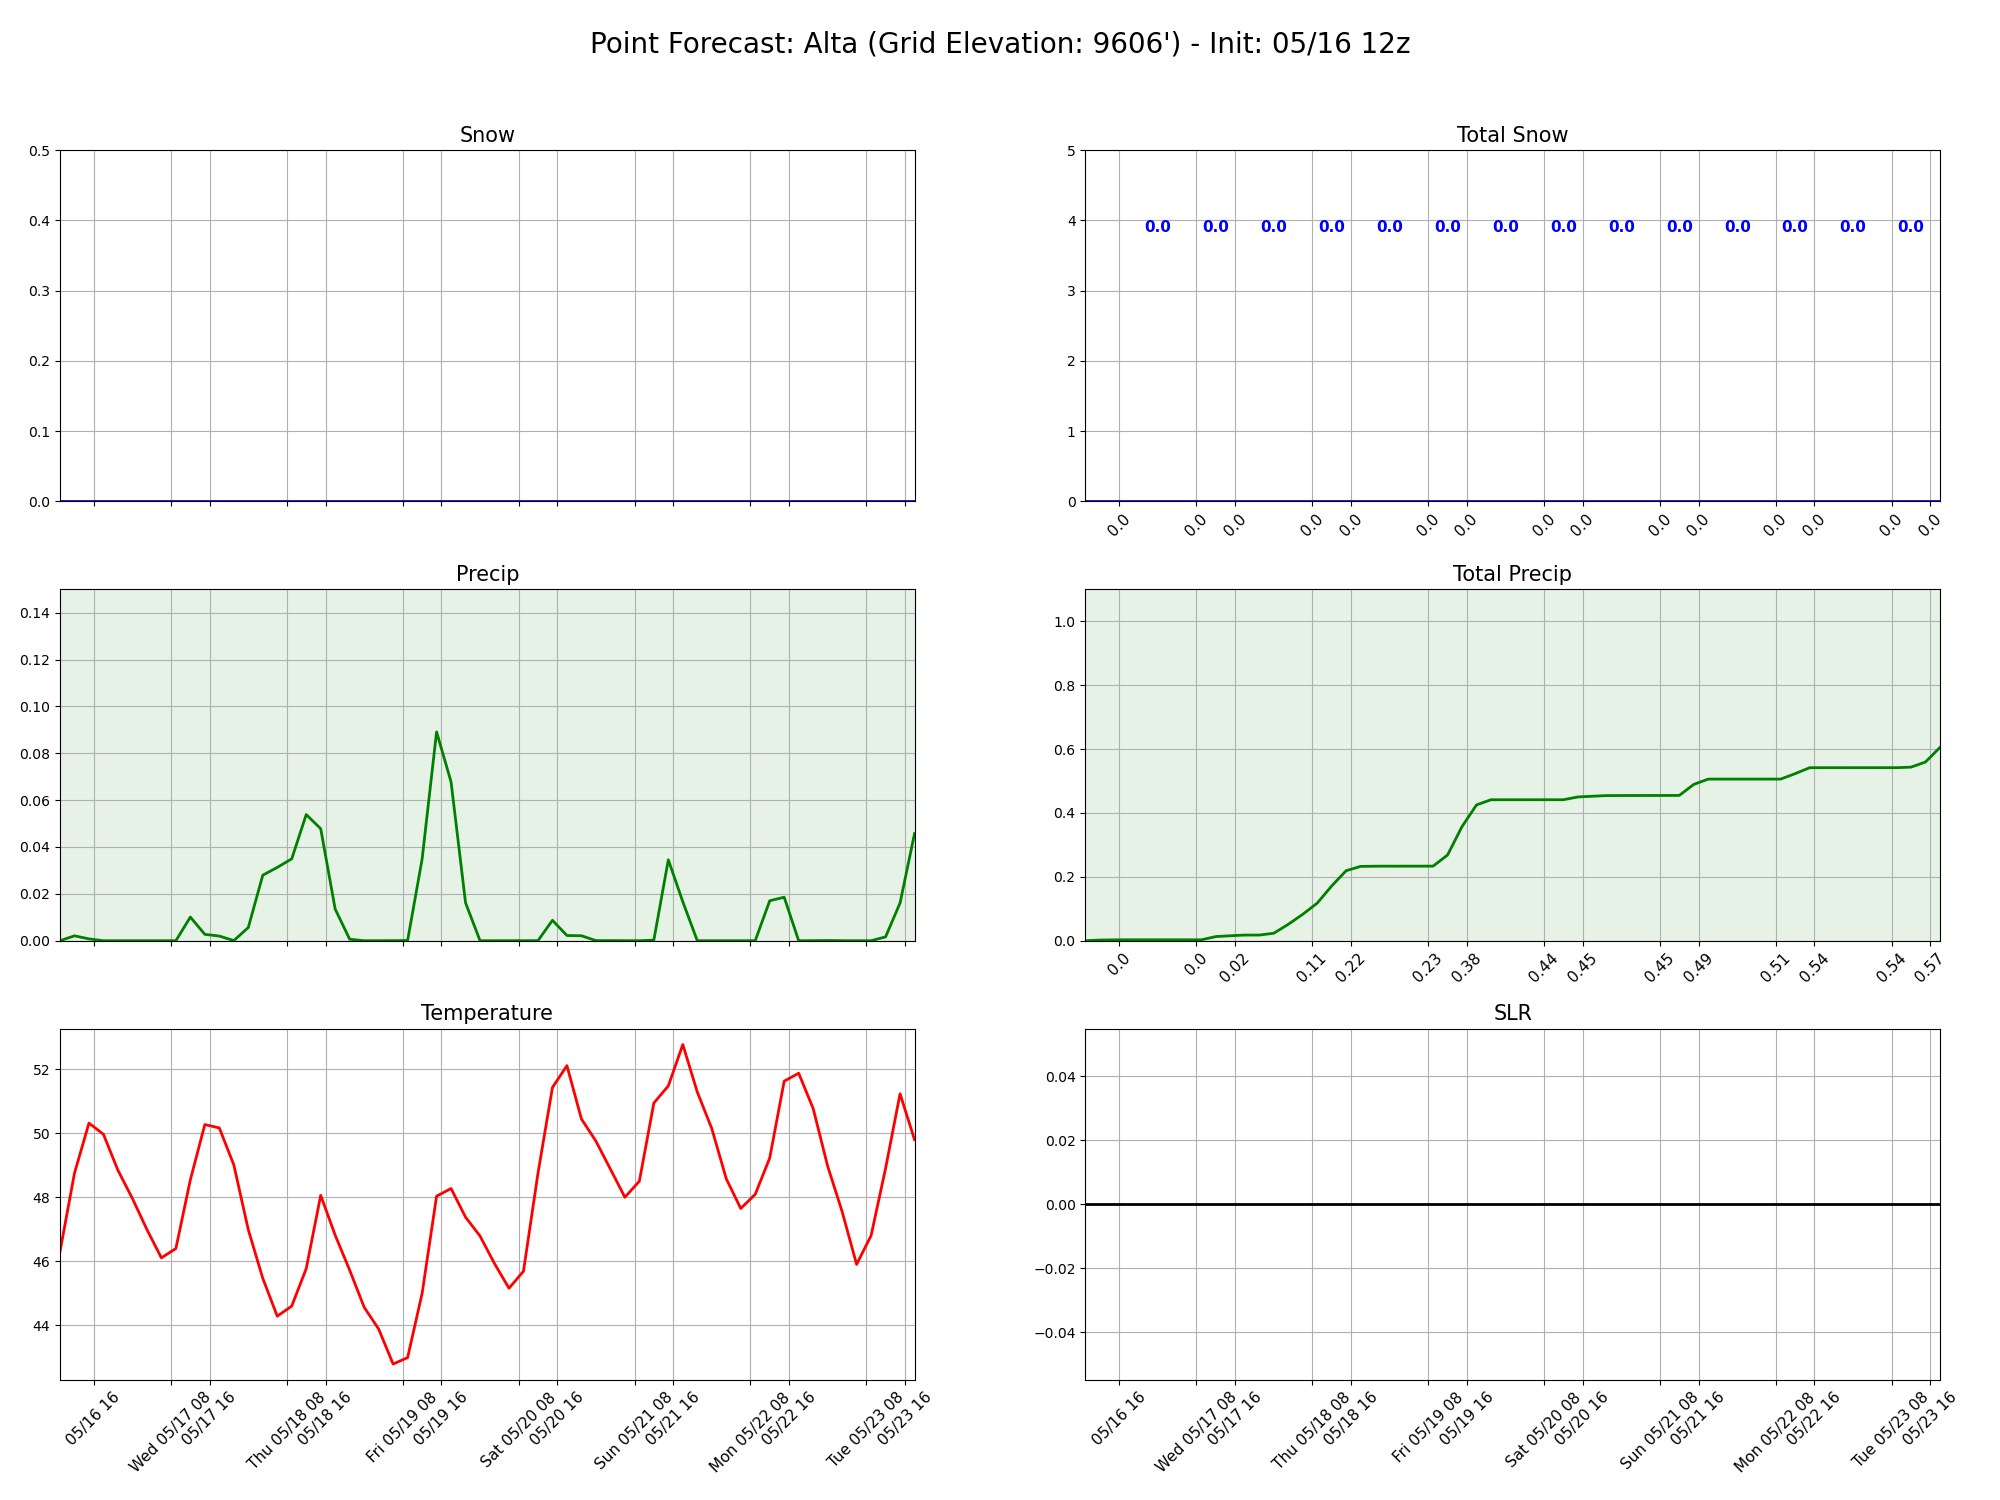 Point Forecast: Alta (Grid Elevation: 9606') - Init: 05/16 12z
Snow
0.5
0.4
0.3
0.2
0.1
0.0
Total Snow
5
4
3
2
1
0
0.0 0.0 0.0 0.0 0.0 0.0 0.0 0.0 0.0 0.0 0.0 0.0 0.0 0.0
0.0 0.0 0.0 0.0 0.0 0.0 0.0 0.0 0.0 0.0 0.0 0.0 0.0 0.0 0.0
Precip
0.14
0.12
0.10
0.08
0.06
0.04
0.02
0.00
Total Precip
1.0
0.8
0.6
0.4
0.2
0.0
0.0 0.0 0.02 0.11 0.22 0.23 0.38 0.44 0.45 0.45 0.49 0.51 0.54 0.54 0.57
Temperature
52
50
48
46
44
05/16 16
Wed 05/17 08
05/17 16
Thu 05/18 08
05/18 16
Fri 05/19 08
05/19 16
Sat 05/20 08
05/20 16
Sun 05/21 08
05/21 16
Mon 05/22 08
05/22 16
Tue 05/23 08
05/23 16
SLR
0.04
0.02
0.00
−0.02
−0.04
05/16 16
Wed 05/17 08
05/17 16
Thu 05/18 08
05/18 16
Fri 05/19 08
05/19 16
Sat 05/20 08
05/20 16
Sun 05/21 08
05/21 16
Mon 05/22 08
05/22 16
Tue 05/23 08
05/23 16